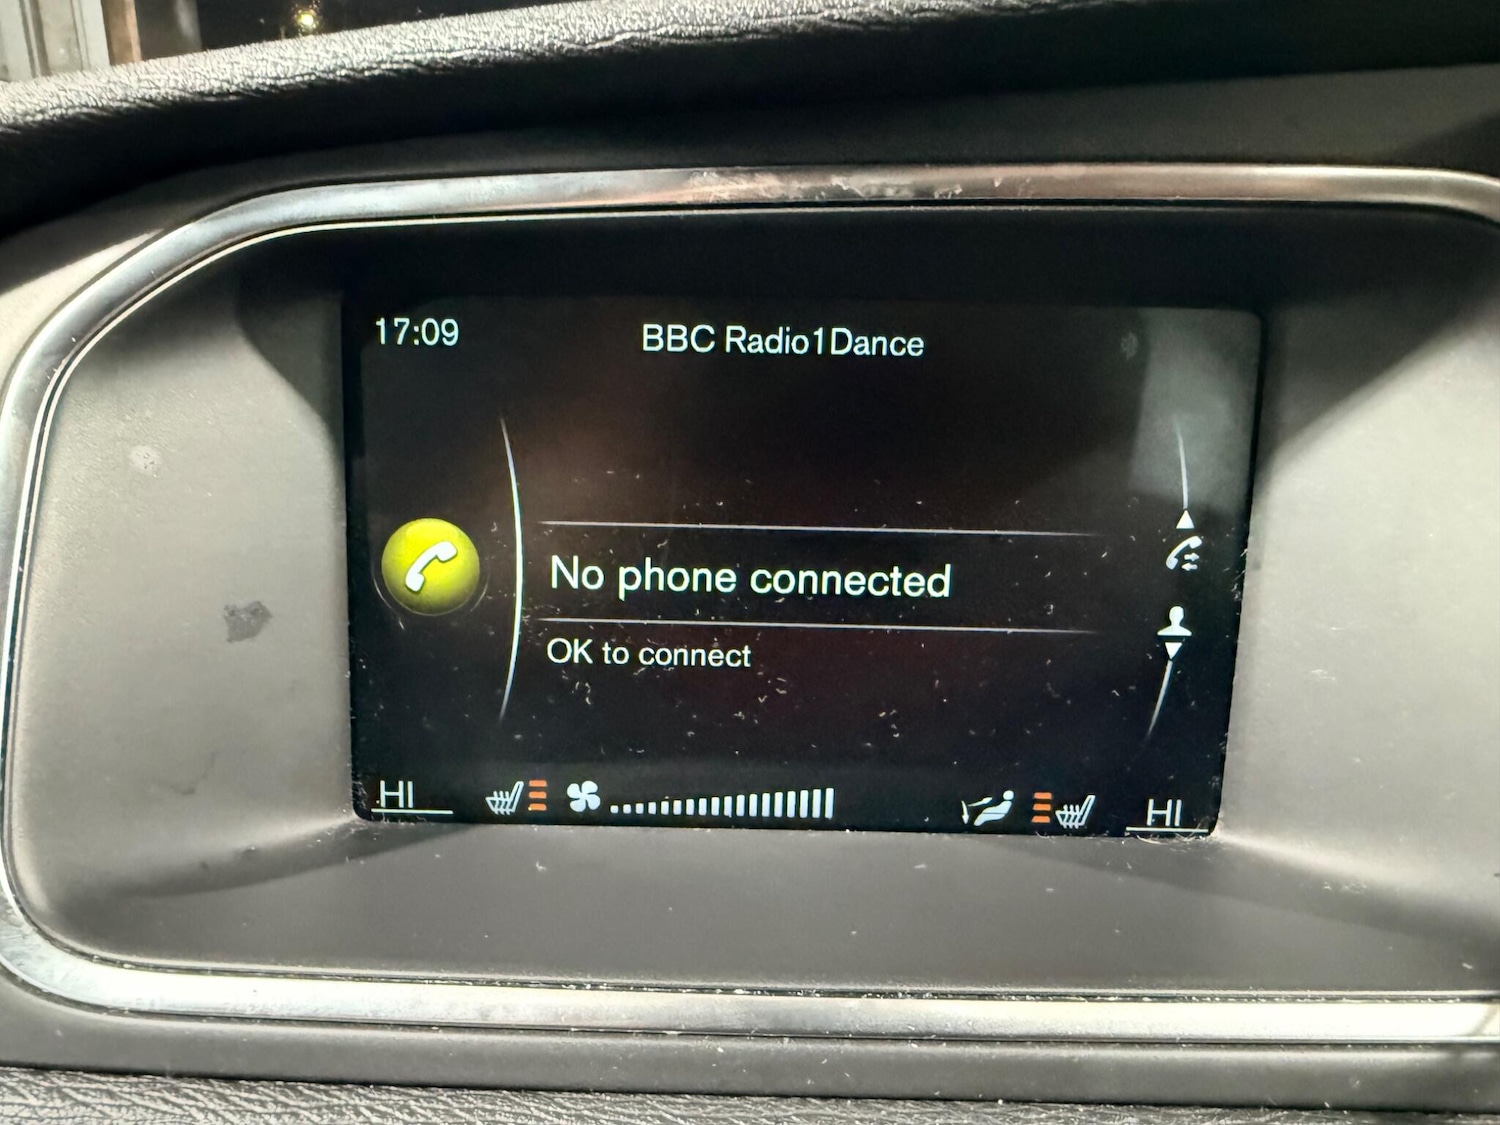 17:09
BBC Radio1Dance
No phone connected
OK to connect
HI
HI